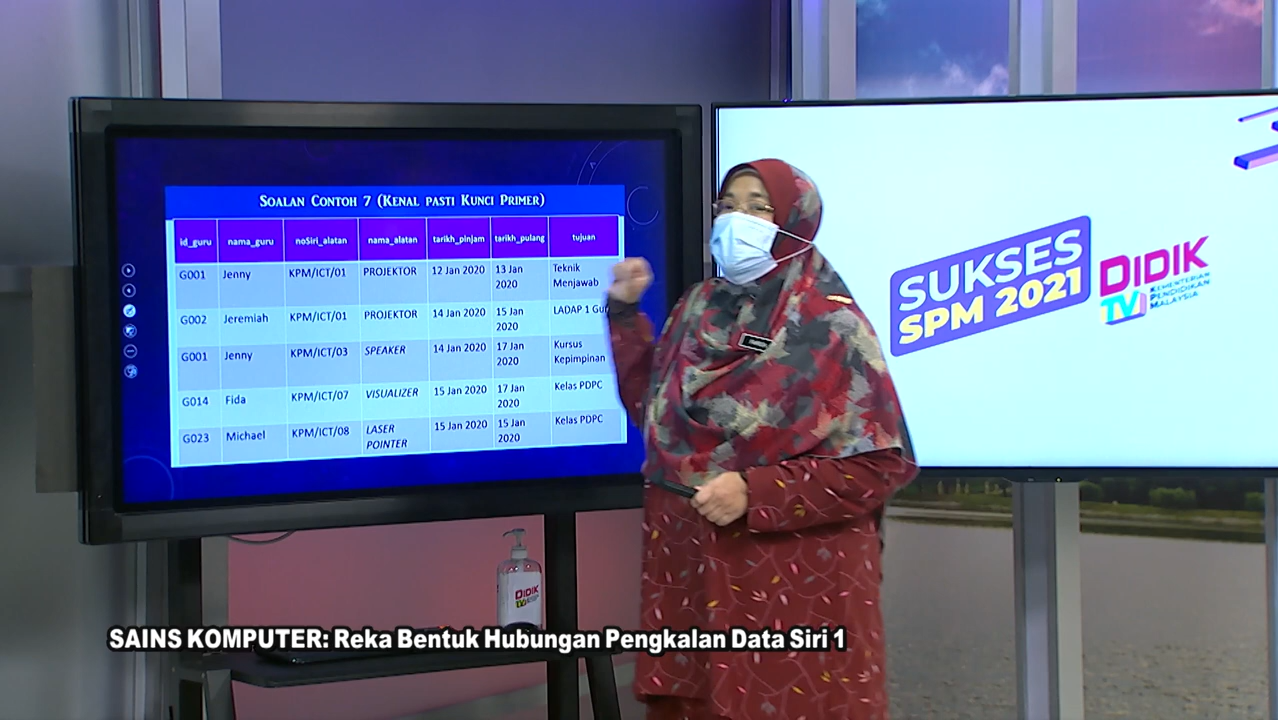 SOALAN CONTOH 7 (KENAL PASTI KUNCI PRIMER)
id_guru nama_guru noSiri_alatan nama_alatan tarikh_pinjam tarikh_pulang tujuan
G001 Jenny KPM/ICT/01 PROJEKTOR 12 Jan 2020 13 Jan 2020 Teknik Menjawab
G002 Jeremiah KPM/ICT/01 PROJEKTOR 14 Jan 2020 15 Jan 2020 LADAP 1
G001 Jenny KPM/ICT/03 SPEAKER 14 Jan 2020 17 Jan 2020 Kursus Kepimpinan
G014 Fida KPM/ICT/07 VISUALIZER 15 Jan 2020 17 Jan 2020 Kelas PDPC
G023 Michael KPM/ICT/08 LASER POINTER 15 Jan 2020 15 Jan 2020 Kelas PDPC
SUKSES
SPM 2021
DIDIK
TV
KEMENTERIAN
PENDIDIKAN
MALAYSIA
DIDIK
TV
SAINS KOMPUTER: Reka Bentuk Hubungan Pengkalan Data Siri 1